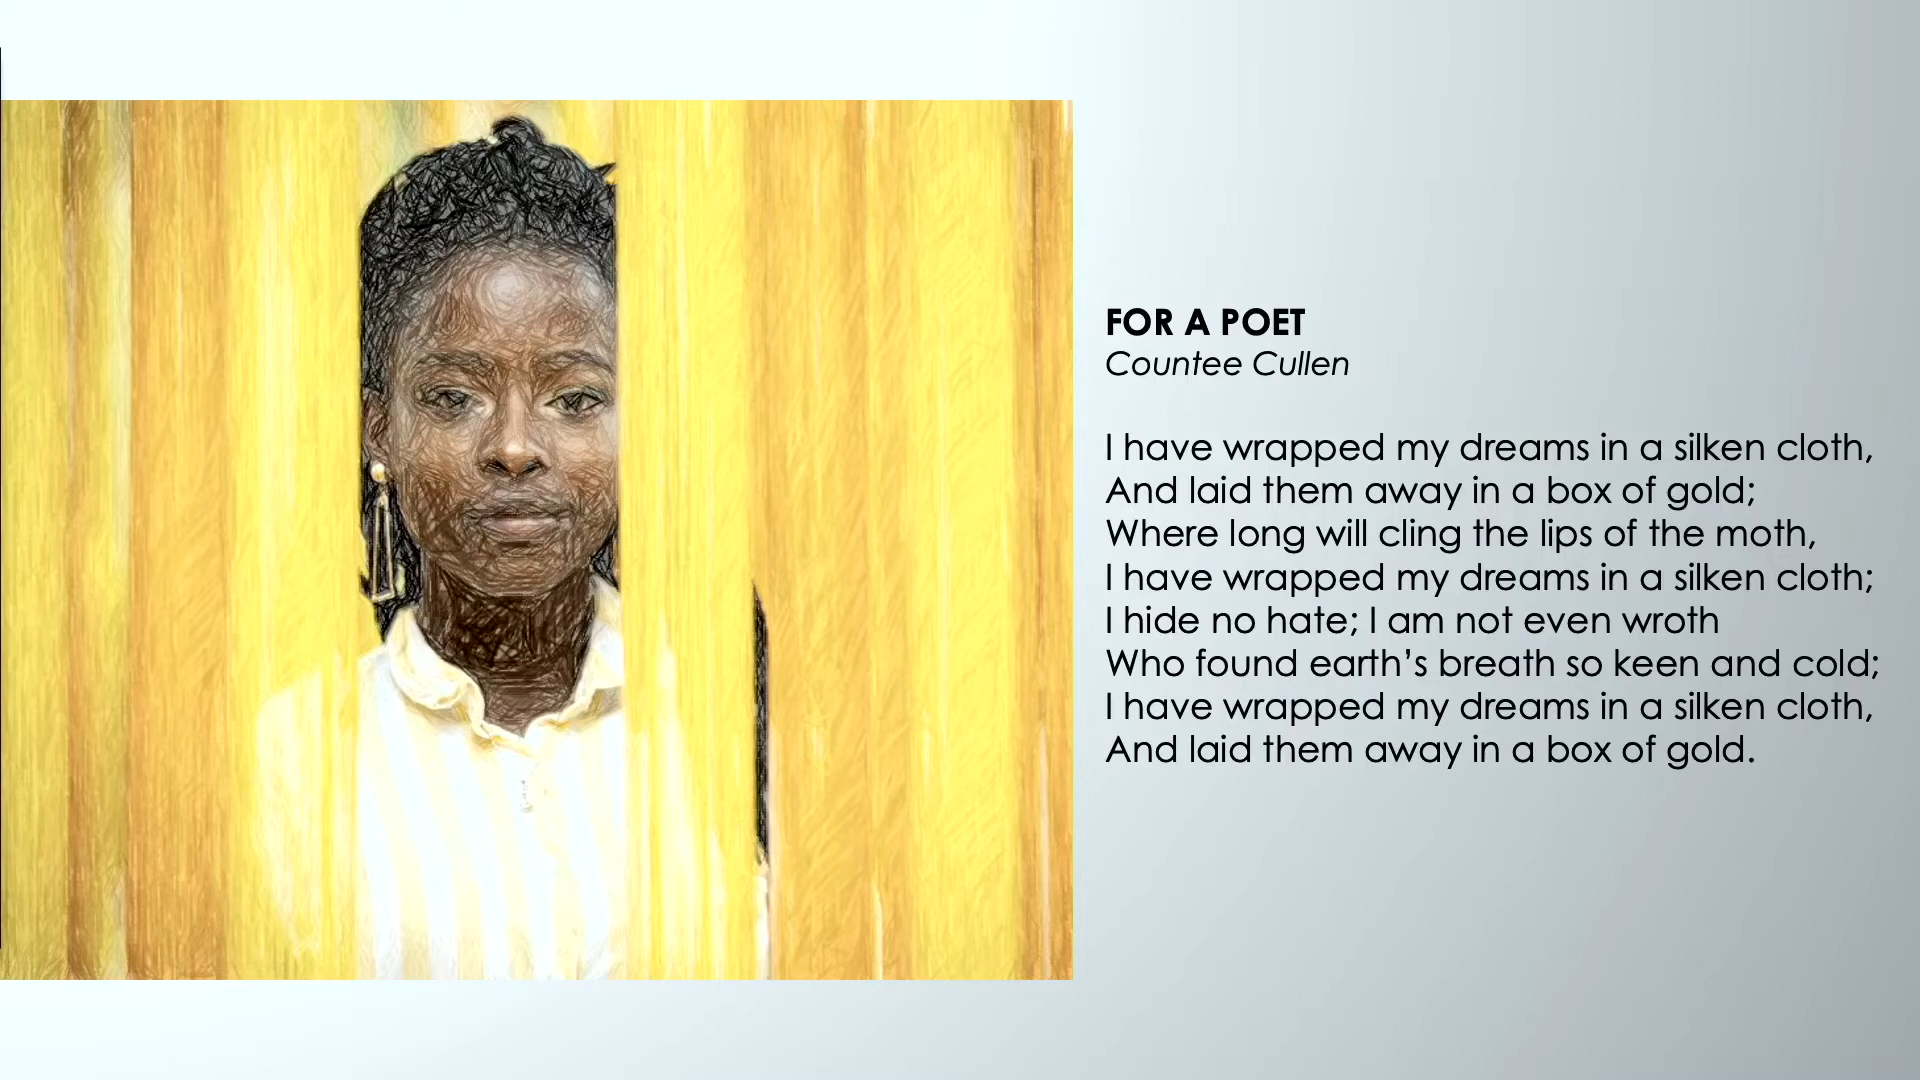 FOR A POET
Countee Cullen
I have wrapped my dreams in a silken cloth,
And laid them away in a box of gold;
Where long will cling the lips of the moth,
I have wrapped my dreams in a silken cloth;
I hide no hate; I am not even wroth
Who found earth’s breath so keen and cold;
I have wrapped my dreams in a silken cloth,
And laid them away in a box of gold.